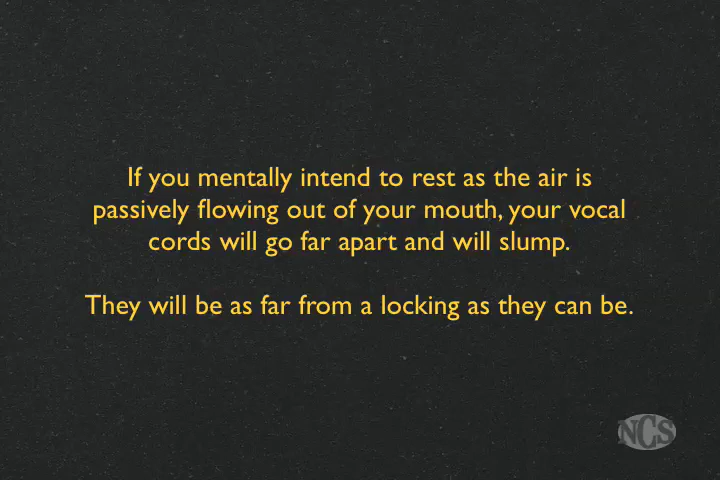 If you mentally intend to rest as the air is
passively flowing out of your mouth, your vocal
cords will go far apart and will slump.
They will be as far from a locking as they can be.
NCS